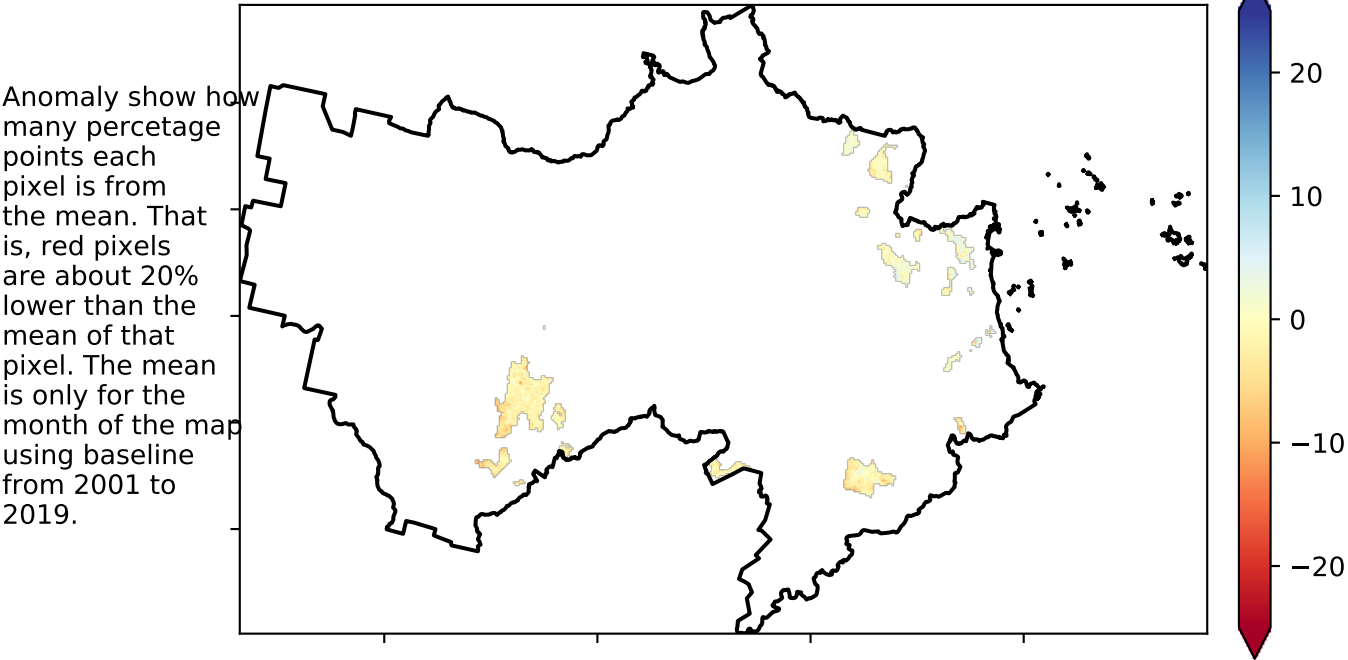 Anomaly show how
many percetage
points each
pixel is from
the mean. That
is, red pixels
are about 20%
lower than the
mean of that
pixel. The mean
is only for the
month of the map
using baseline
from 2001 to
2019.
20
10
0
−10
−20